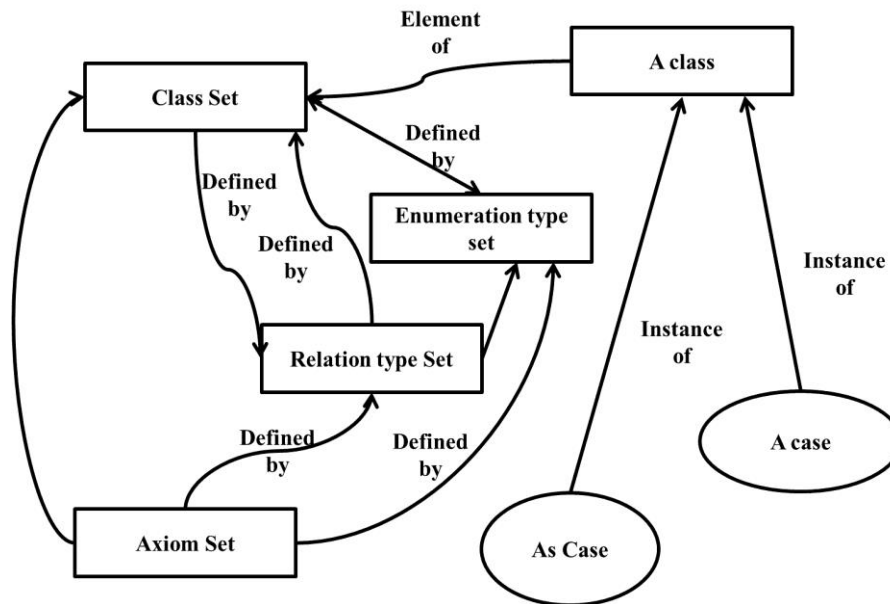 Element
of
A class
Class Set
Defined
by
Defined
by
Enumeration type
set
Defined
by
Instance
of
Instance
of
Relation type Set
A case
Defined
by
Defined
by
Axiom Set
As Case